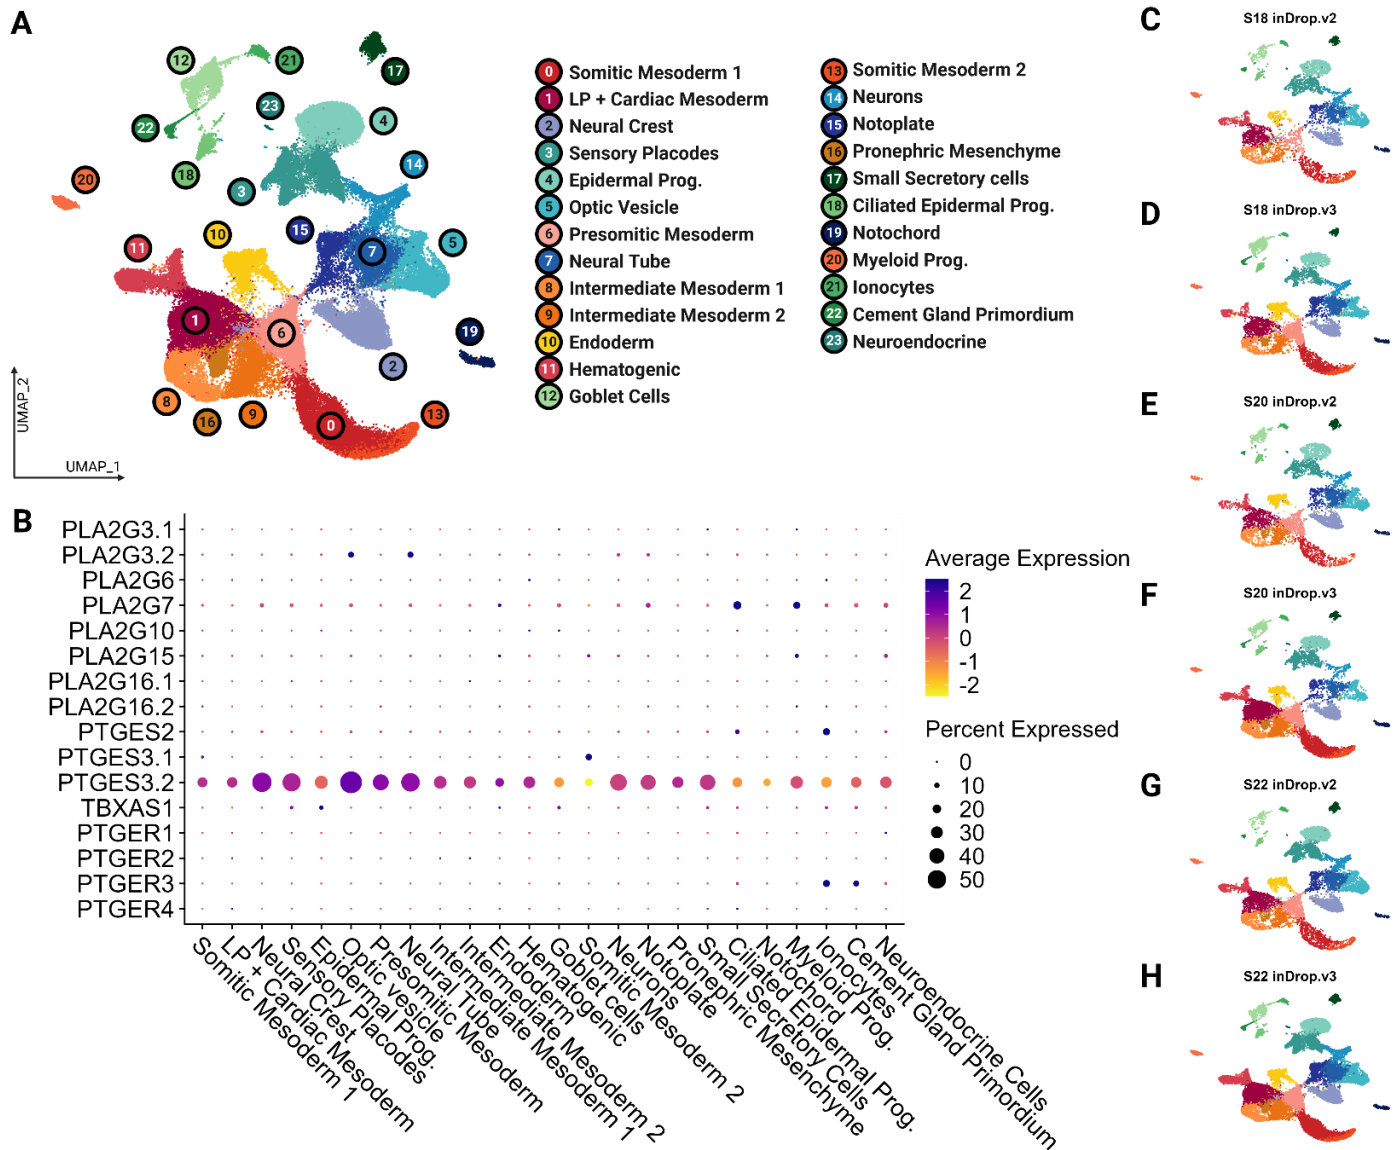 A
12
21
17
23
4
22
14
18
3
20
15
10
7
5
11
1
6
19
2
8
16
9
0
13
UMAP_2
UMAP_1
0 Somitic Mesoderm 1
1 LP + Cardiac Mesoderm
2 Neural Crest
3 Sensory Placodes
4 Epidermal Prog.
5 Optic Vesicle
6 Presomitic Mesoderm
7 Neural Tube
8 Intermediate Mesoderm 1
9 Intermediate Mesoderm 2
10 Endoderm
11 Hematogenic
12 Goblet Cells
13 Somitic Mesoderm 2
14 Neurons
15 Notoplate
16 Pronephric Mesenchyme
17 Small Secretory cells
18 Ciliated Epidermal Prog.
19 Notochord
20 Myeloid Prog.
21 Ionocytes
22 Cement Gland Primordium
23 Neuroendocrine
B
PLA2G3.1
PLA2G3.2
PLA2G6
PLA2G7
PLA2G10
PLA2G15
PLA2G16.1
PLA2G16.2
PTGES2
PTGES3.1
PTGES3.2
TBXAS1
PTGER1
PTGER2
PTGER3
PTGER4
Somitic Mesoderm 1
LP + Cardiac Mesoderm
Neural Crest
Sensory Placodes
Epidermal Prog.
Optic vesicle
Presomitic Mesoderm
Neural Tube
Intermediate Mesoderm 1
Intermediate Mesoderm 2
Endoderm
Hematogenic
Goblet cells
Somitic Mesoderm 2
Neurons
Notoplate
Pronephric Mesenchyme
Small Secretory Cells
Ciliated Epidermal Prog.
Notochord
Myeloid Prog.
Ionocytes
Cement Gland Primordium
Neuroendocrine Cells
Average Expression
2
1
0
-1
-2
Percent Expressed
0
10
20
30
40
50
C
S18 inDrop.v2
D
S18 inDrop.v3
E
S20 inDrop.v2
F
S20 inDrop.v3
G
S22 inDrop.v2
H
S22 inDrop.v3